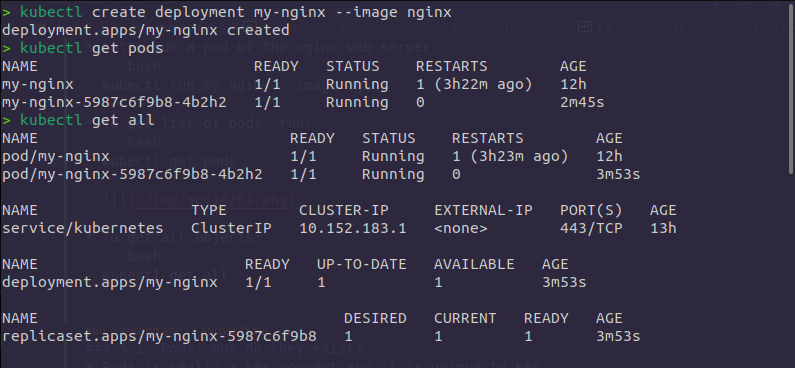 > kubectl create deployment my-nginx --image nginx
deployment.apps/my-nginx created
> kubectl get pods
NAME READY STATUS RESTARTS AGE
my-nginx 1/1 Running 1 (3h22m ago) 12h
my-nginx-5987c6f9b8-4b2h2 1/1 Running 0 2m45s
> kubectl get all
NAME READY STATUS RESTARTS AGE
pod/my-nginx 1/1 Running 1 (3h23m ago) 12h
pod/my-nginx-5987c6f9b8-4b2h2 1/1 Running 0 3m53s
NAME TYPE CLUSTER-IP EXTERNAL-IP PORT(S) AGE
service/kubernetes ClusterIP 10.152.183.1 <none> 443/TCP 13h
NAME READY UP-TO-DATE AVAILABLE AGE
deployment.apps/my-nginx 1/1 1 1 3m53s
NAME DESIRED CURRENT READY AGE
replicaset.apps/my-nginx-5987c6f9b8 1 1 1 3m53s